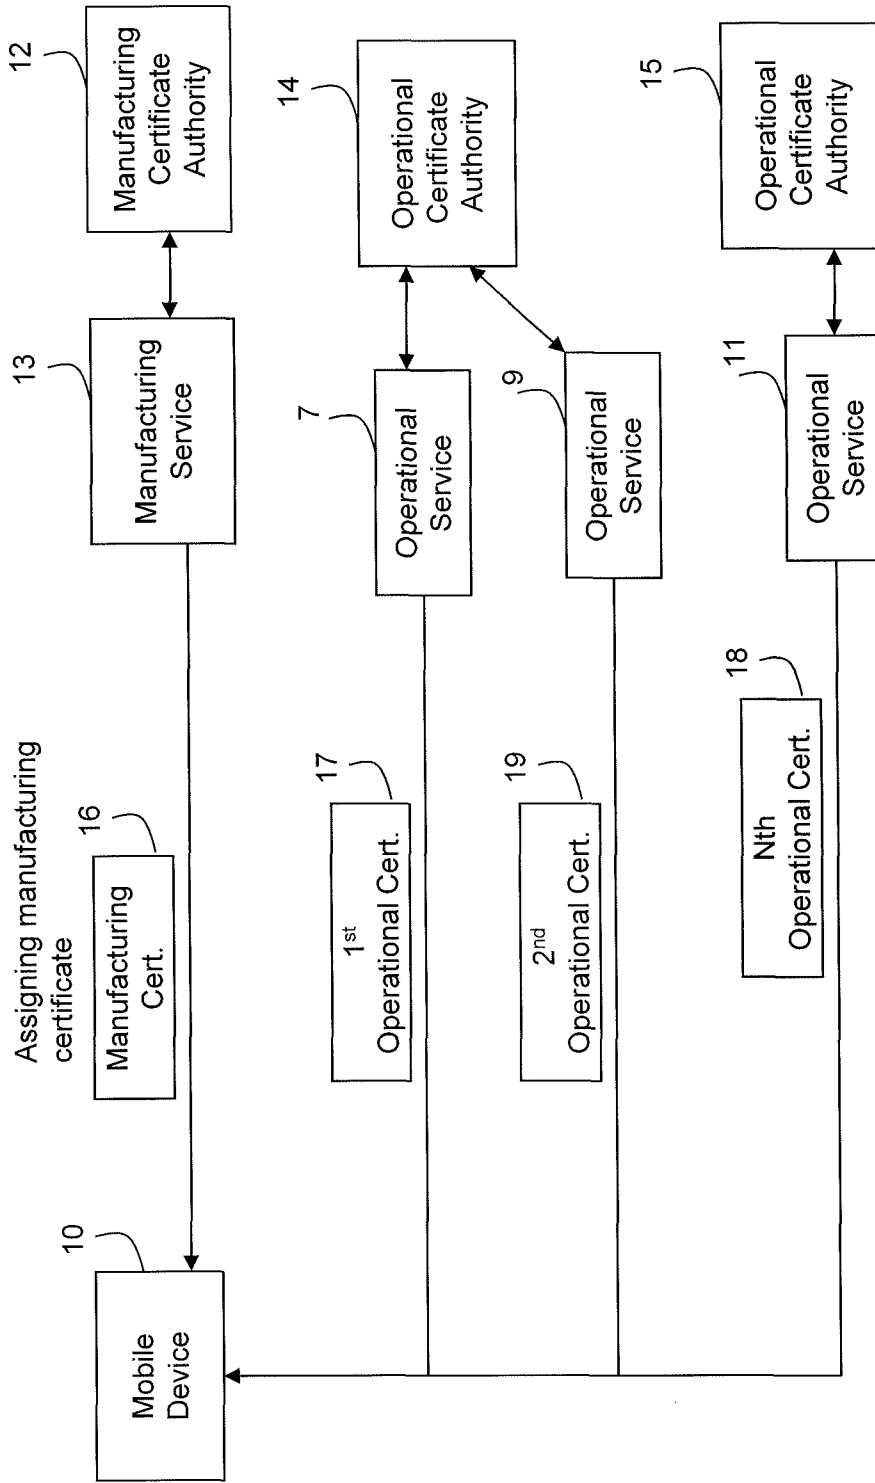 Assigning manufacturing
certificate
10
16
13
12
Mobile
Device
Manufacturing
Cert.
Manufacturing
Service
Manufacturing
Certificate
Authority
17
7
14
1st
Operational Cert.
Operational
Service
Operational
Certificate
Authority
19
9
2nd
Operational Cert.
Operational
Service
18
11
15
Nth
Operational Cert.
Operational
Service
Operational
Certificate
Authority